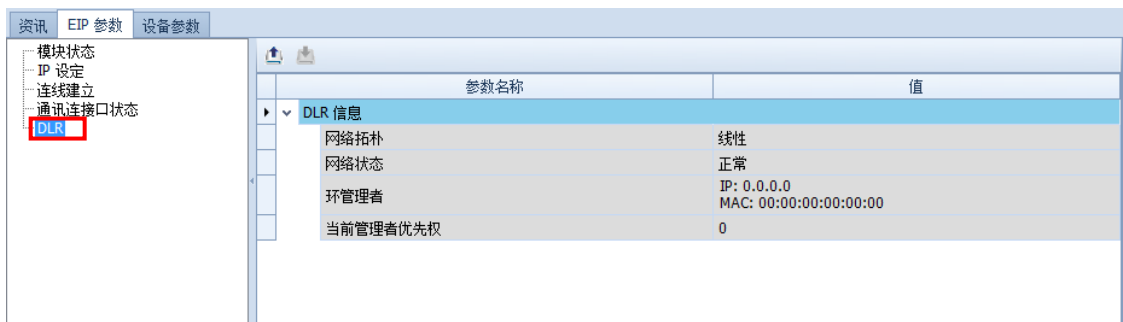 资讯 EIP 参数 设备参数
模块状态
IP 设定
连线建立
通讯连接口状态
DLR
参数名称 值
DLR 信息
网络拓朴 线性
网络状态 正常
环管理者 IP: 0.0.0.0
MAC: 00:00:00:00:00:00
当前管理者优先权 0